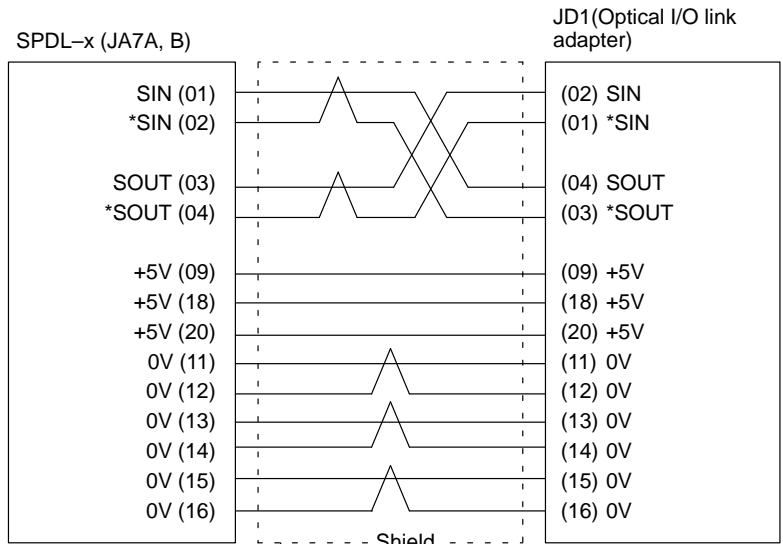 JD1(Optical I/O link
adapter)
SPDL–x (JA7A, B)
SIN (01) (02) SIN
*SIN (02) (01) *SIN
SOUT (03) (04) SOUT
*SOUT (04) (03) *SOUT
+5V (09) (09) +5V
+5V (18) (18) +5V
+5V (20) (20) +5V
0V (11) (11) 0V
0V (12) (12) 0V
0V (13) (13) 0V
0V (14) (14) 0V
0V (15) (15) 0V
0V (16) (16) 0V
Shield